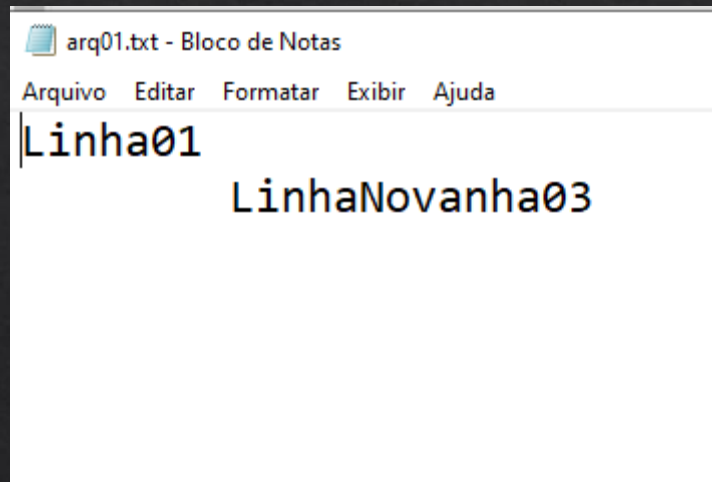 arq01.txt - Bloco de Notas
Arquivo Editar Formatar Exibir Ajuda
Linha01
LinhaNovanha03